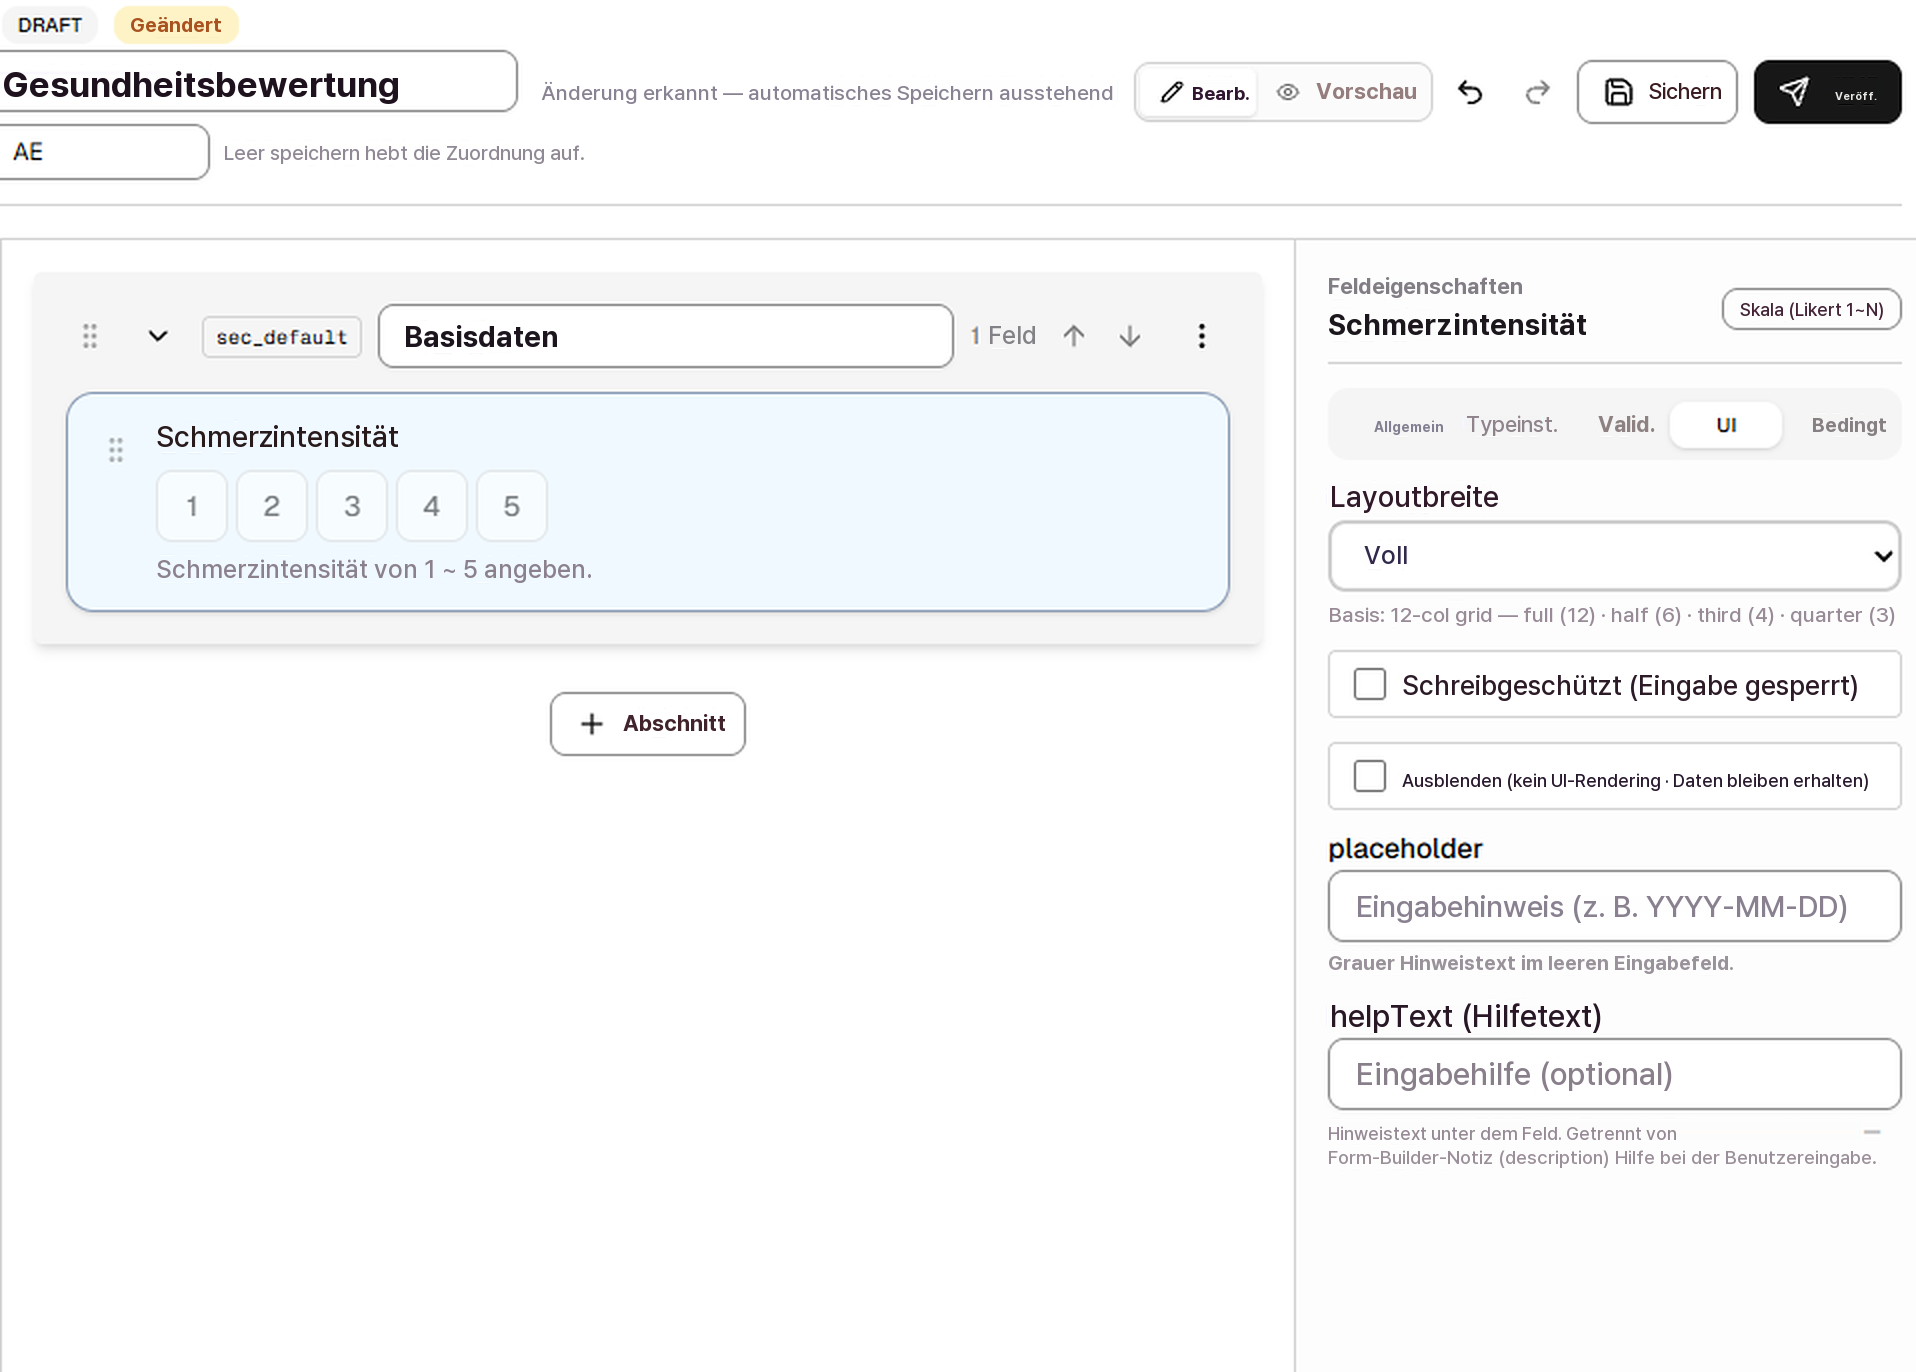 DRAFT Geändert
Gesundheitsbewertung Änderung erkannt — automatisches Speichern ausstehend Bearb. Vorschau Sichern Veröff.
AE Leer speichern hebt die Zuordnung auf.
sec_default Basisdaten 1 Feld
Schmerzintensität
1 2 3 4 5
Schmerzintensität von 1 ~ 5 angeben.
+ Abschnitt
Feldeigenschaften
Schmerzintensität Skala (Likert 1~N)
Allgemein Typeinst. Valid. UI Bedingt
Layoutbreite
Voll
Basis: 12-col grid — full (12) · half (6) · third (4) · quarter (3)
Schreibgeschützt (Eingabe gesperrt)
Ausblenden (kein UI-Rendering · Daten bleiben erhalten)
placeholder
Eingabehinweis (z. B. YYYY-MM-DD)
Grauer Hinweistext im leeren Eingabefeld.
helpText (Hilfetext)
Eingabehilfe (optional)
Hinweistext unter dem Feld. Getrennt von
Form-Builder-Notiz (description) Hilfe bei der Benutzereingabe.